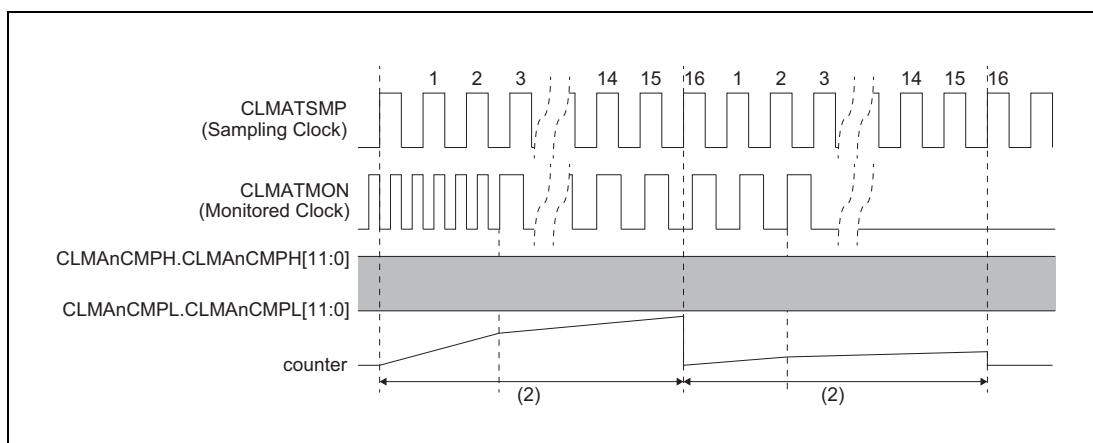 1 2 3 14 15 16 1 2 3 14 15 16
CLMATSMP
(Sampling Clock)
CLMATMON
(Monitored Clock)
CLMAnCMPH.CLMAnCMPH[11:0]
CLMAnCMPL.CLMAnCMPL[11:0]
counter
(2) (2)